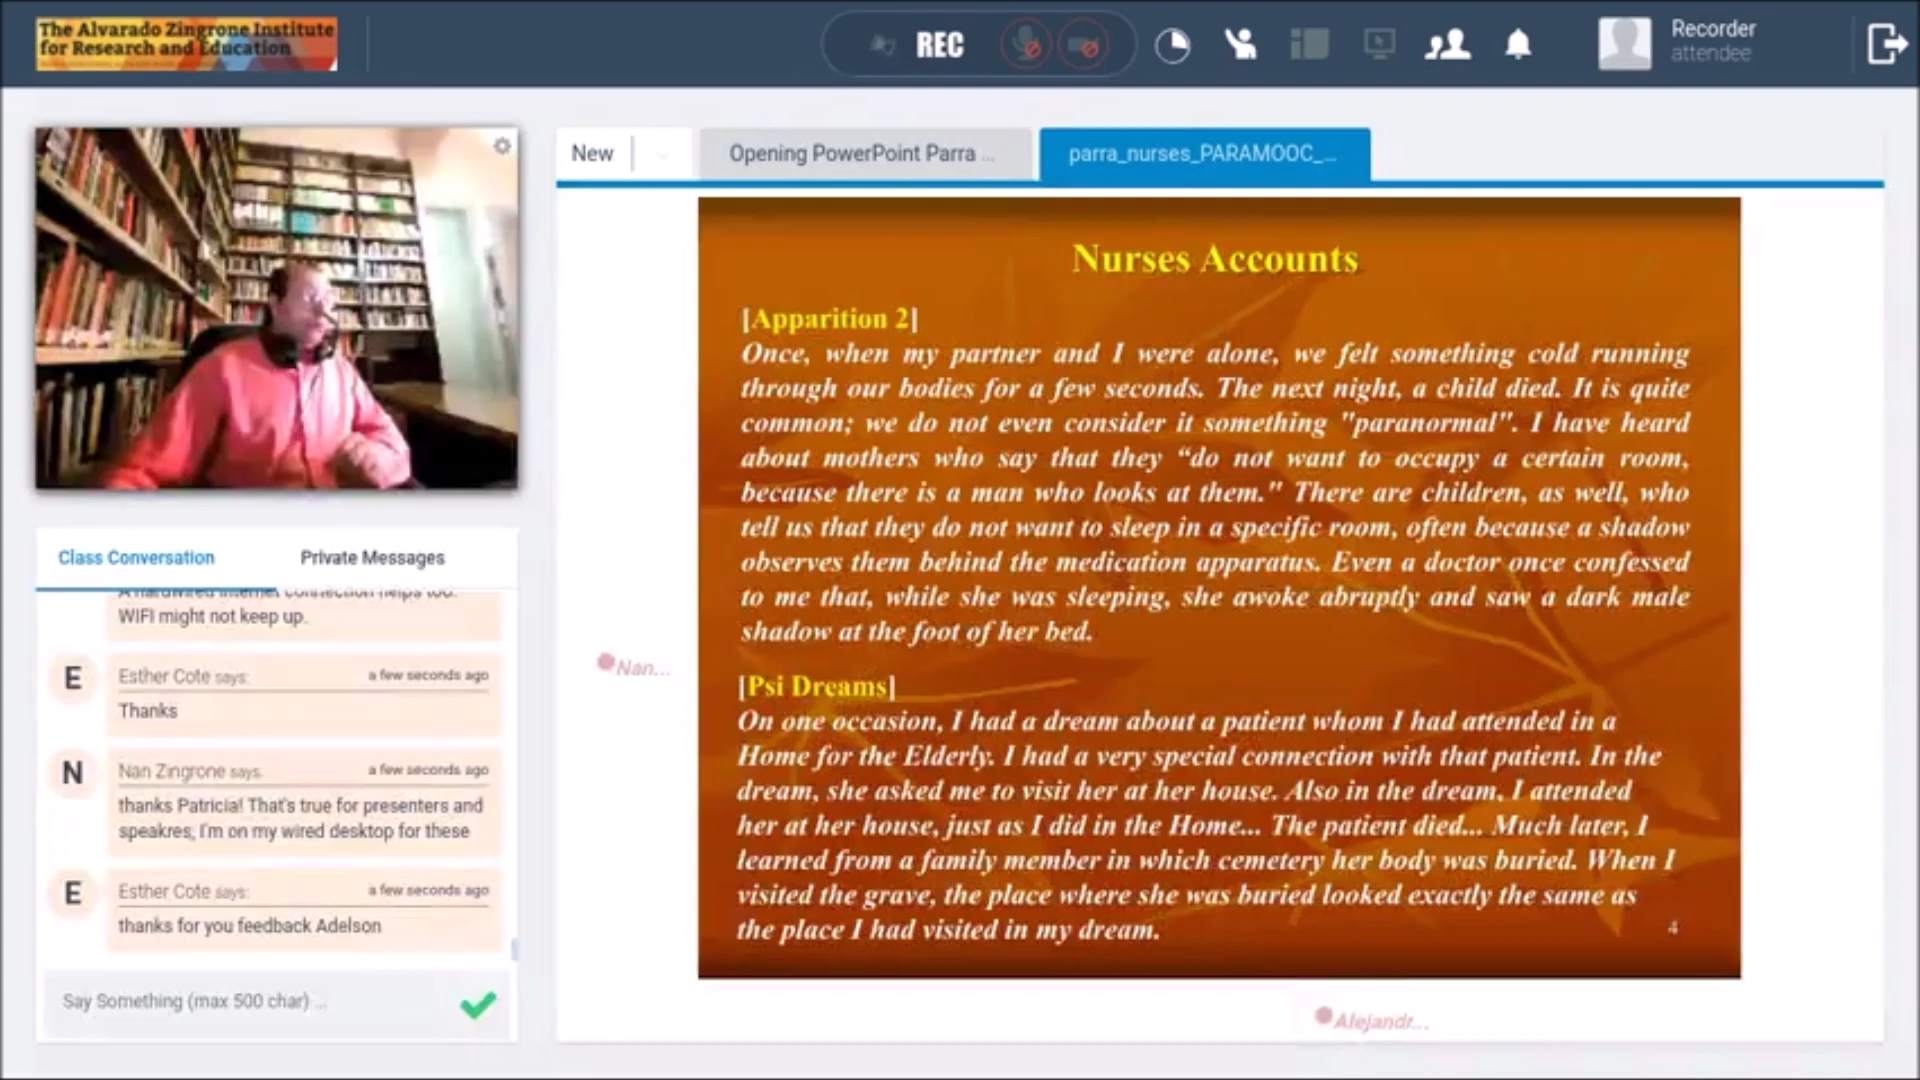 The Alvarado Zingrone Institute
for Research and Education
REC
Recorder
attendee
New
Opening PowerPoint Parra ...
parra_nurses_PARAMOOC_...
Class Conversation
Private Messages
A hardwired internet connection helps too.
WIFI might not keep up.
E
Esther Cote says:
a few seconds ago
Thanks
N
Nan Zingrone says:
a few seconds ago
thanks Patricia! That's true for presenters and
speakres, I'm on my wired desktop for these
E
Esther Cote says:
a few seconds ago
thanks for you feedback Adelson
Say Something (max 500 char) ...
Nurses Accounts
[Apparition 2]
Once, when my partner and I were alone, we felt something cold running
through our bodies for a few seconds. The next night, a child died. It is quite
common; we do not even consider it something "paranormal". I have heard
about mothers who say that they “do not want to occupy a certain room,
because there is a man who looks at them." There are children, as well, who
tell us that they do not want to sleep in a specific room, often because a shadow
observes them behind the medication apparatus. Even a doctor once confessed
to me that, while she was sleeping, she awoke abruptly and saw a dark male
shadow at the foot of her bed.
[Psi Dreams]
On one occasion, I had a dream about a patient whom I had attended in a
Home for the Elderly. I had a very special connection with that patient. In the
dream, she asked me to visit her at her house. Also in the dream, I attended
her at her house, just as I did in the Home... The patient died... Much later, I
learned from a family member in which cemetery her body was buried. When I
visited the grave, the place where she was buried looked exactly the same as
the place I had visited in my dream.
4
Nan...
Alejandr...